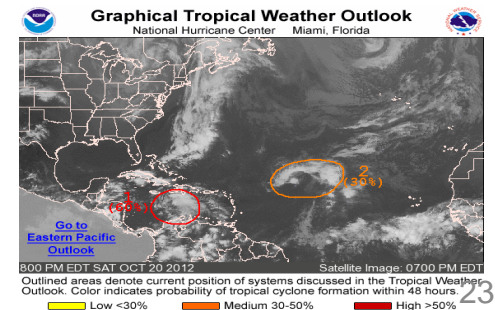 Graphical Tropical Weather Outlook
National Hurricane Center Miami, Florida
2
(30%)
1
(60%)
Go to
Eastern Pacific
Outlook
800 PM EDT SAT OCT 20 2012 Satellite Image: 0700 PM EDT
Outlined areas denote current position of systems discussed in the Tropical Weather
Outlook. Color indicates probability of tropical cyclone formation within 48 hours.
Low <30% Medium 30-50% High >50%
23